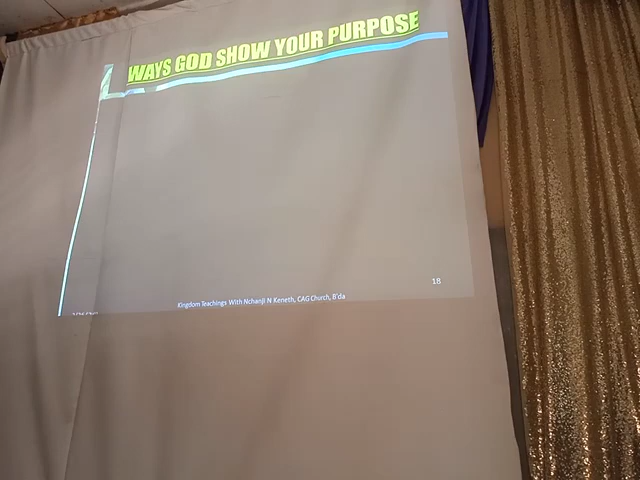 WAYS GOD SHOW YOUR PURPOSE
18
Kingdom Teachings With Nchanji N Keneth, CAG Church, B'da